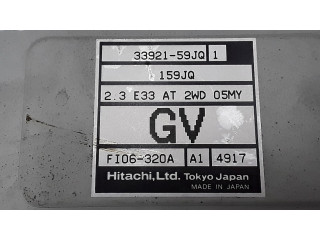 33921-59JQ 1
159JQ
2.3 E33 AT 2WD 05MY
GV
FI06-320A A1 4917
Hitachi,Ltd. Tokyo Japan
MADE IN JAPAN